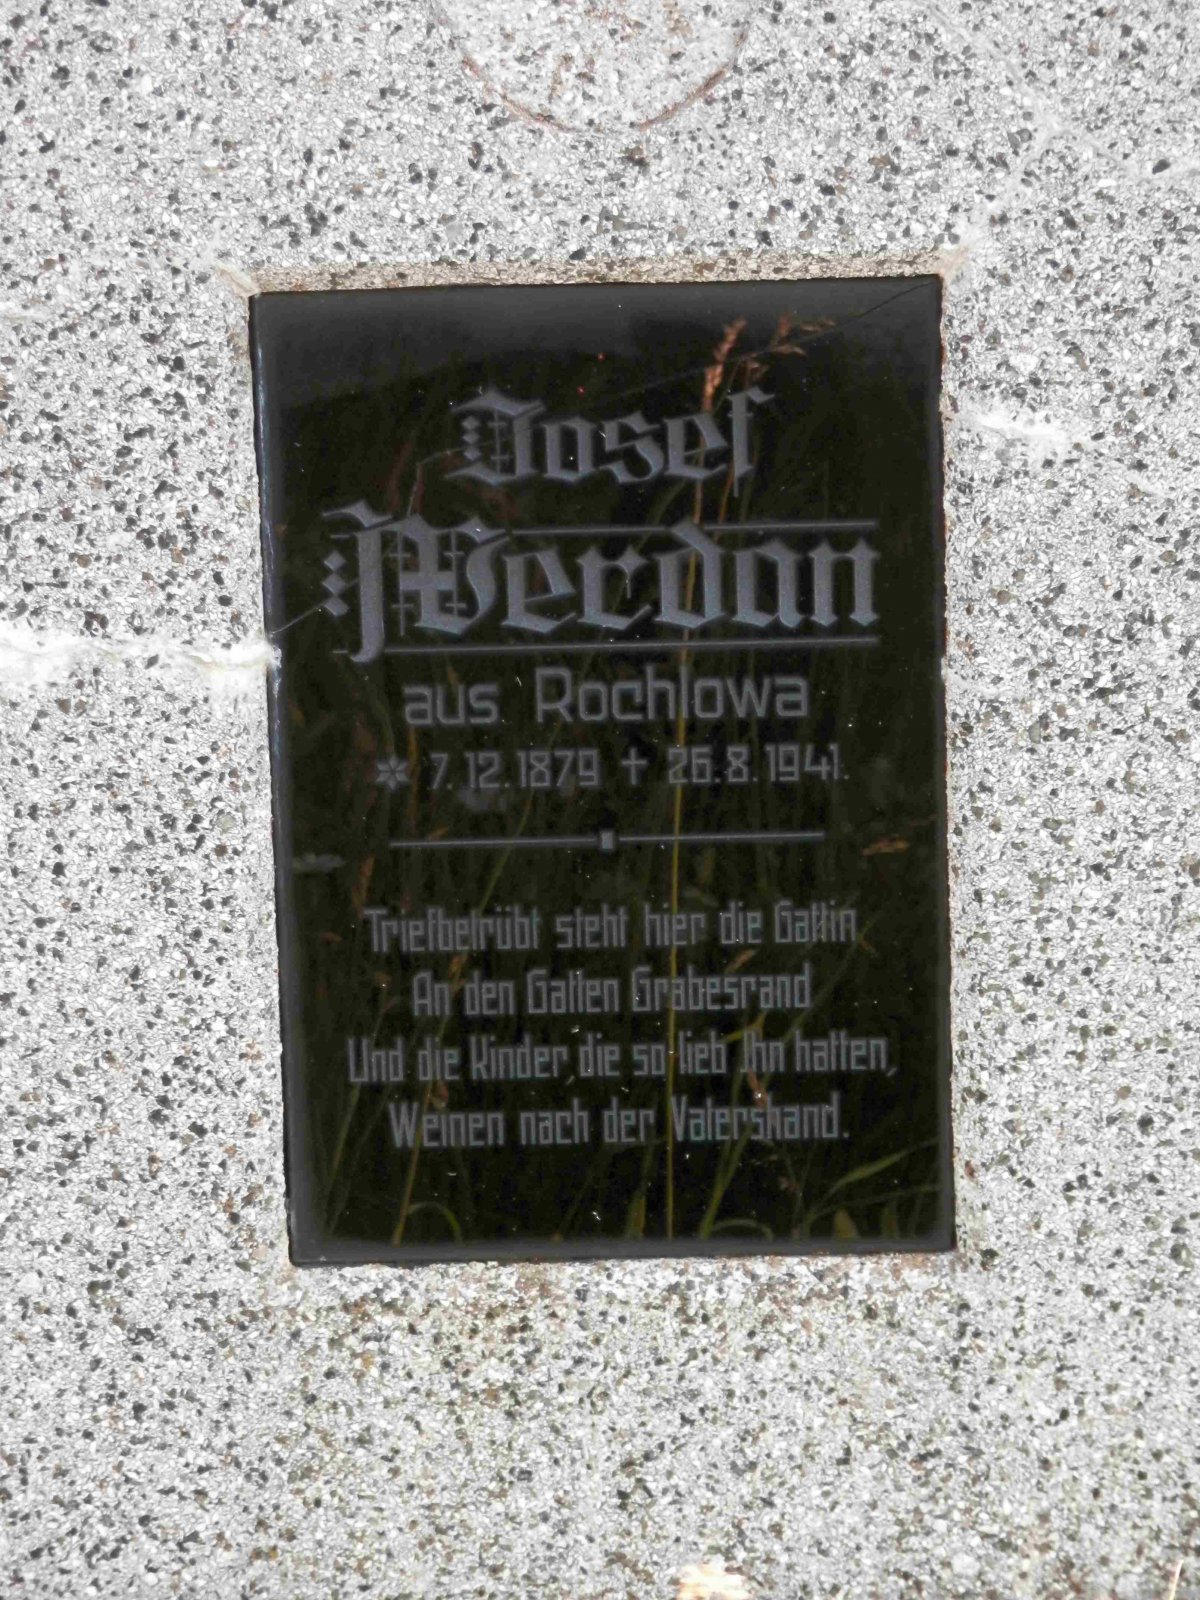 Josef
Werdan
aus Rochlowa
* 7.12.1879 † 26.8.1941.
Triefbetrübt steht hier die Gattin
An den Gatten Grabesrand
Und die Kinder die so lieb Ihn hatten,
Weinen nach der Vatershand.